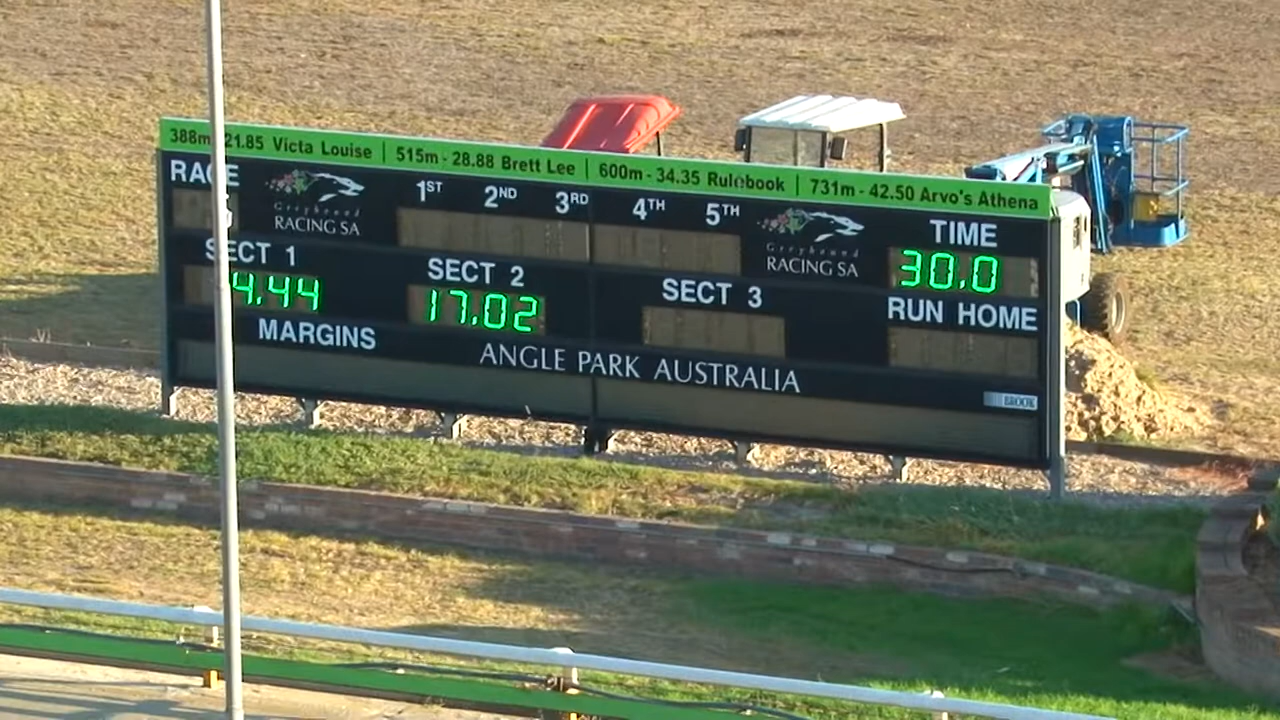 388m 21.85 Victa Louise | 515m - 28.88 Brett Lee | 600m - 34.35 Rulebook | 731m - 42.50 Arvo's Athena
RACE
Greyhound
RACING SA
1ST 2ND 3RD 4TH 5TH
Greyhound
RACING SA
TIME
30.0
SECT 1
4.44
SECT 2
17.02
SECT 3
RUN HOME
MARGINS
ANGLE PARK AUSTRALIA
BROOK